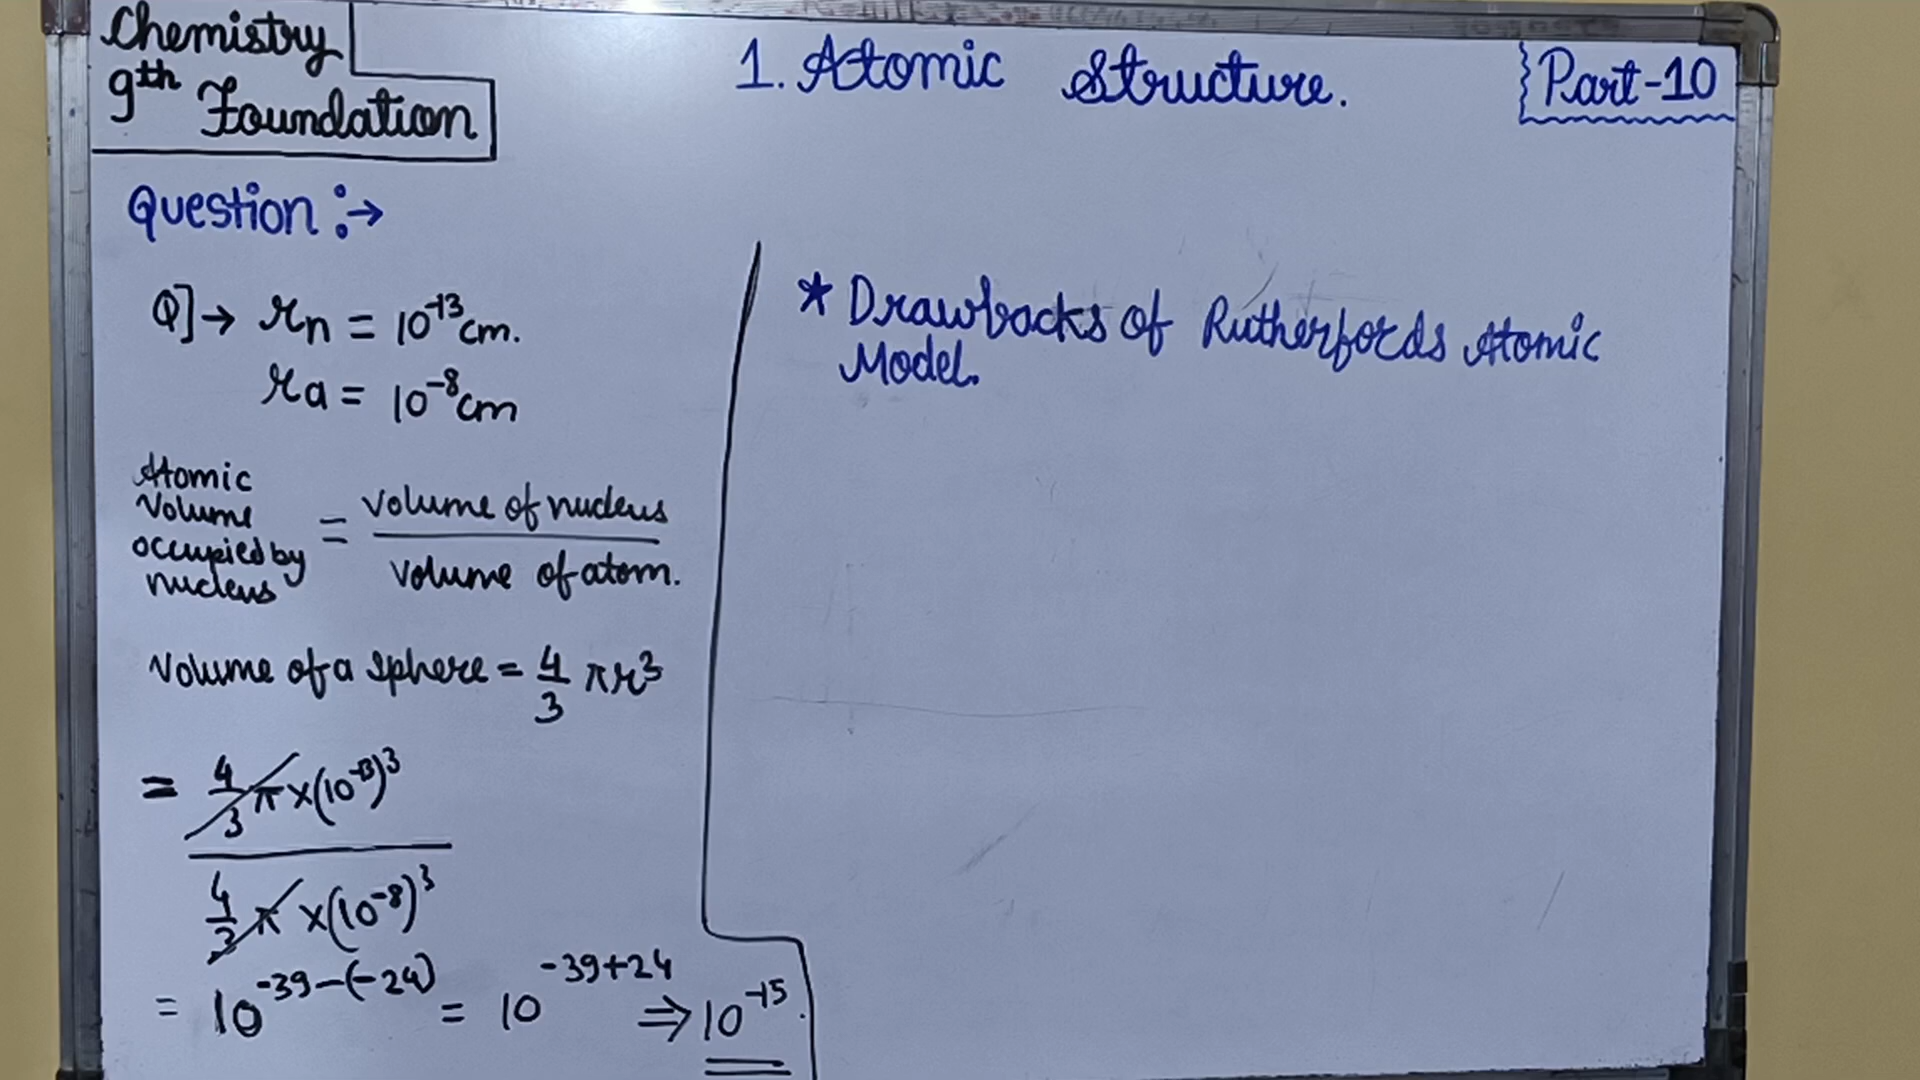 Chemistry
9th Foundation
1. Atomic Structure.
Part-10
Question :→
Q]→ rn = 10^-13 cm.
ra = 10^-8 cm
Atomic
Volume
occupied by
nucleus
= volume of nucleus
volume of atom.
Volume of a sphere = 4/3 πr^3
= 4/3 π × (10^-13)^3
4/3 π × (10^-8)^3
= 10^-39-(-24) = 10^-39+24 ⇒ 10^-15.
* Drawbacks of Rutherfords Atomic
Model.